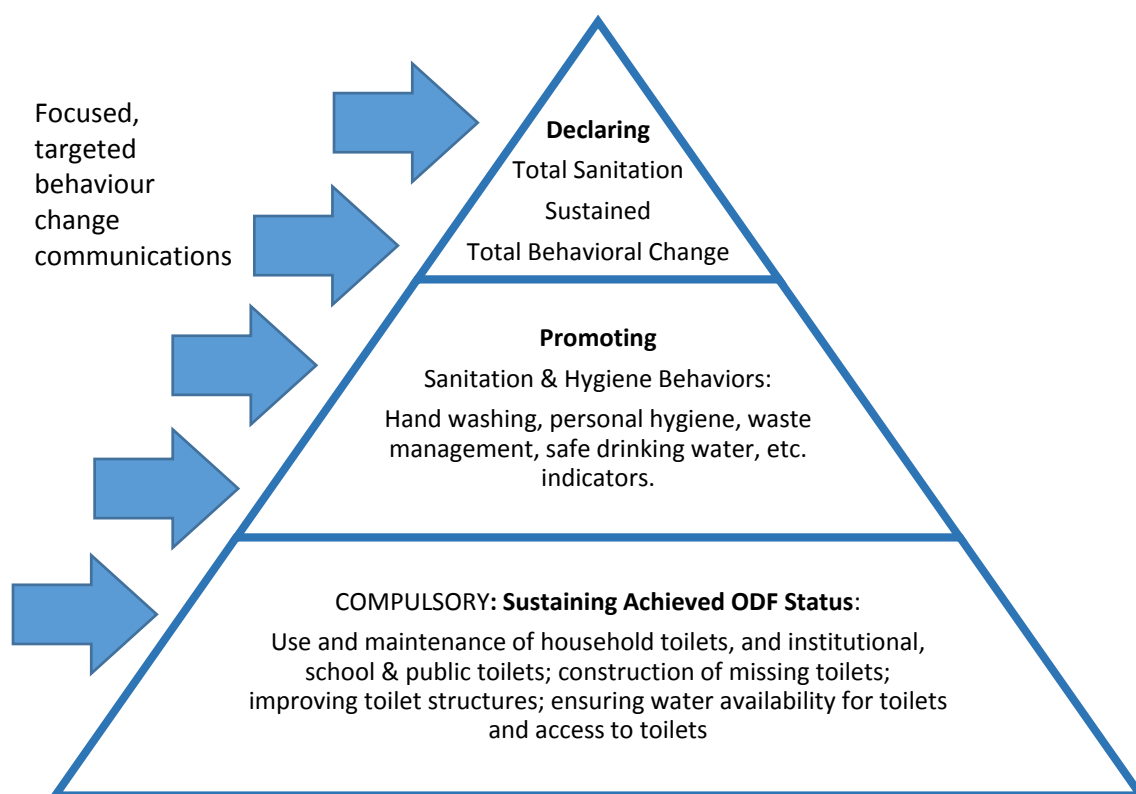 Focused,
targeted
behaviour
change
communications
Declaring
Total Sanitation
Sustained
Total Behavioral Change
Promoting
Sanitation & Hygiene Behaviors:
Hand washing, personal hygiene, waste
management, safe drinking water, etc.
indicators.
COMPULSORY: Sustaining Achieved ODF Status:
Use and maintenance of household toilets, and institutional,
school & public toilets; construction of missing toilets;
improving toilet structures; ensuring water availability for toilets
and access to toilets